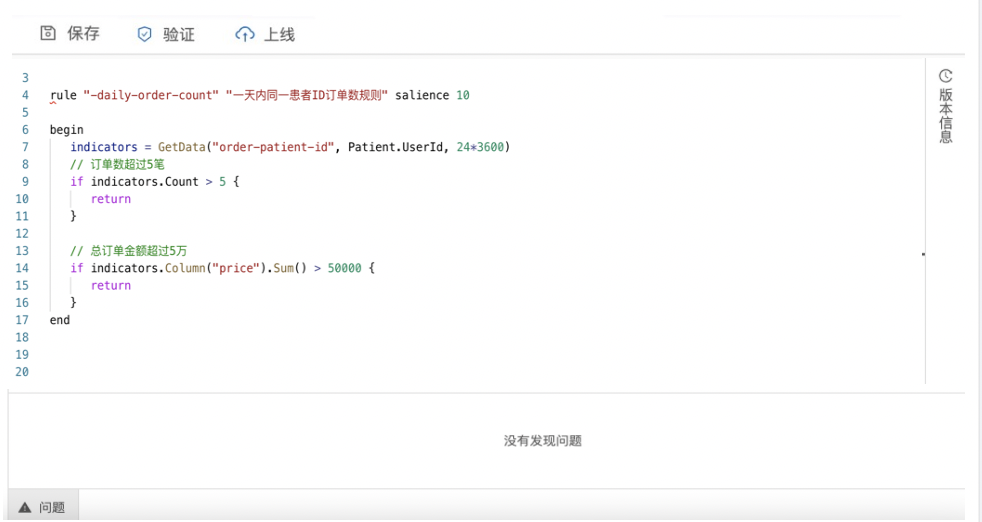 保存 验证 上线
3
4 rule "-daily-order-count" "一天内同一患者ID订单数规则" salience 10
5
6 begin
7 indicators = GetData("order-patient-id", Patient.UserId, 24*3600)
8 // 订单数超过5笔
9 if indicators.Count > 5 {
10 return
11 }
12
13 // 总订单金额超过5万
14 if indicators.Column("price").Sum() > 50000 {
15 return
16 }
17 end
18
19
20
版本信息
没有发现问题
问题